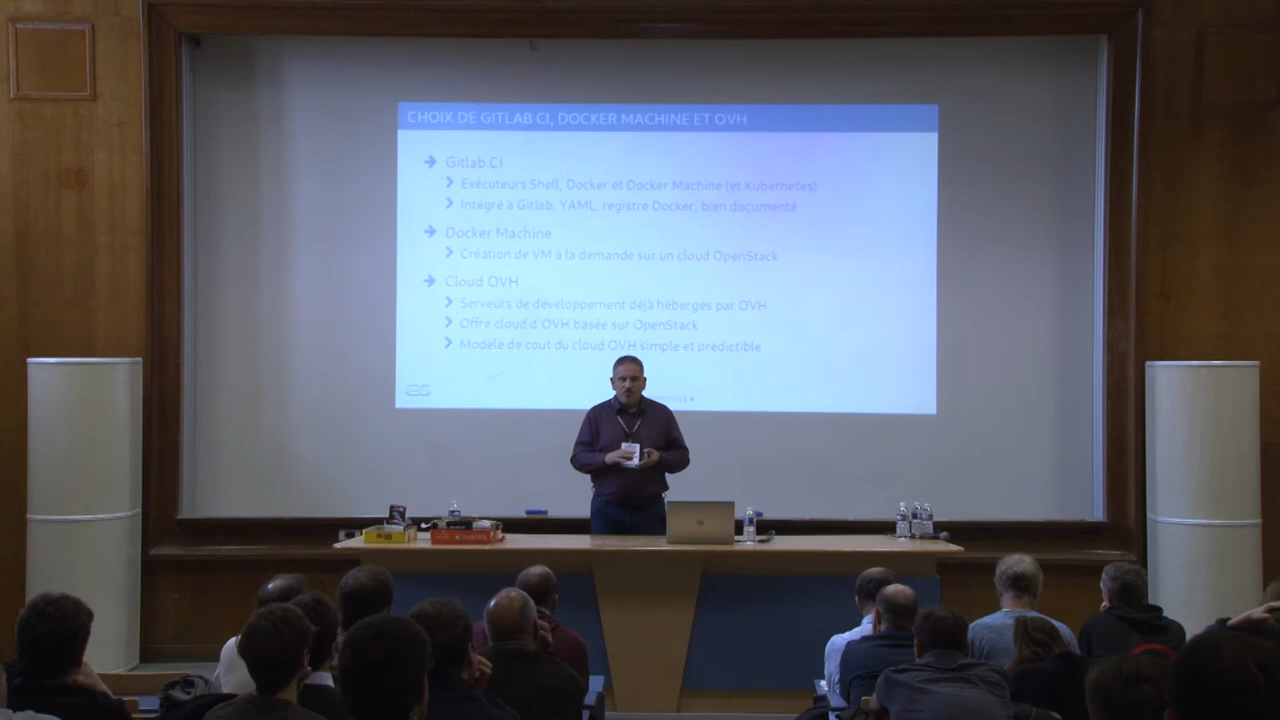 CHOIX DE GITLAB CI, DOCKER MACHINE ET OVH
Gitlab CI
Exécuteurs Shell, Docker et Docker Machine (et Kubernetes)
Intégré à Gitlab, YAML, registre Docker, bien documenté
Docker Machine
Création de VM à la demande sur un cloud OpenStack
Cloud OVH
Serveurs de développement déjà hébergés par OVH
Offre cloud d'OVH basée sur OpenStack
Modèle de cout du cloud OVH simple et prédictible